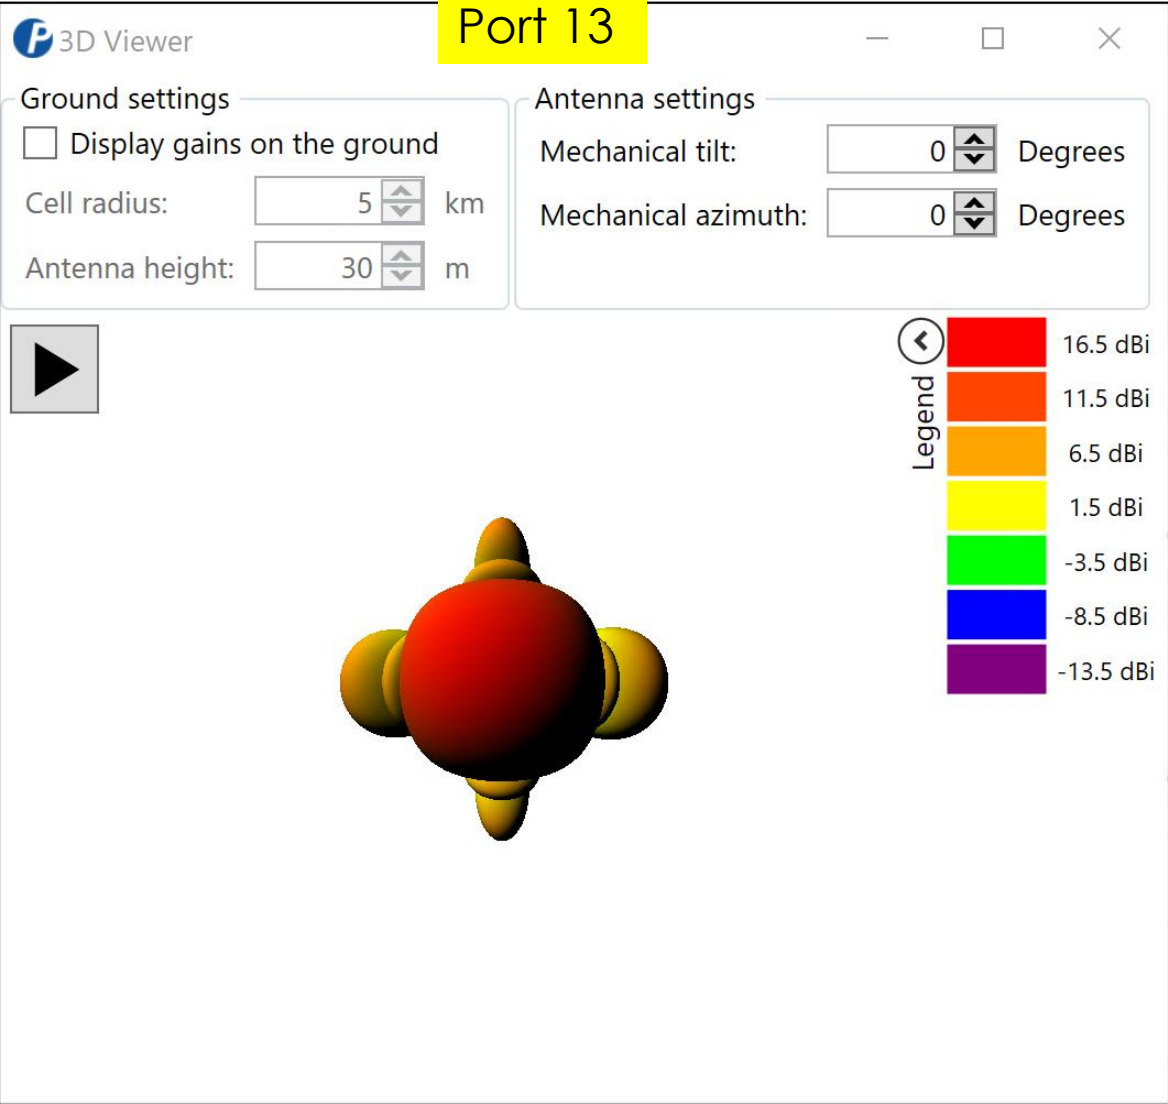 Port 13
3D Viewer
Ground settings
Display gains on the ground
Cell radius: 5 km
Antenna height: 30 m
Antenna settings
Mechanical tilt: 0 Degrees
Mechanical azimuth: 0 Degrees
Legend
16.5 dBi
11.5 dBi
6.5 dBi
1.5 dBi
-3.5 dBi
-8.5 dBi
-13.5 dBi